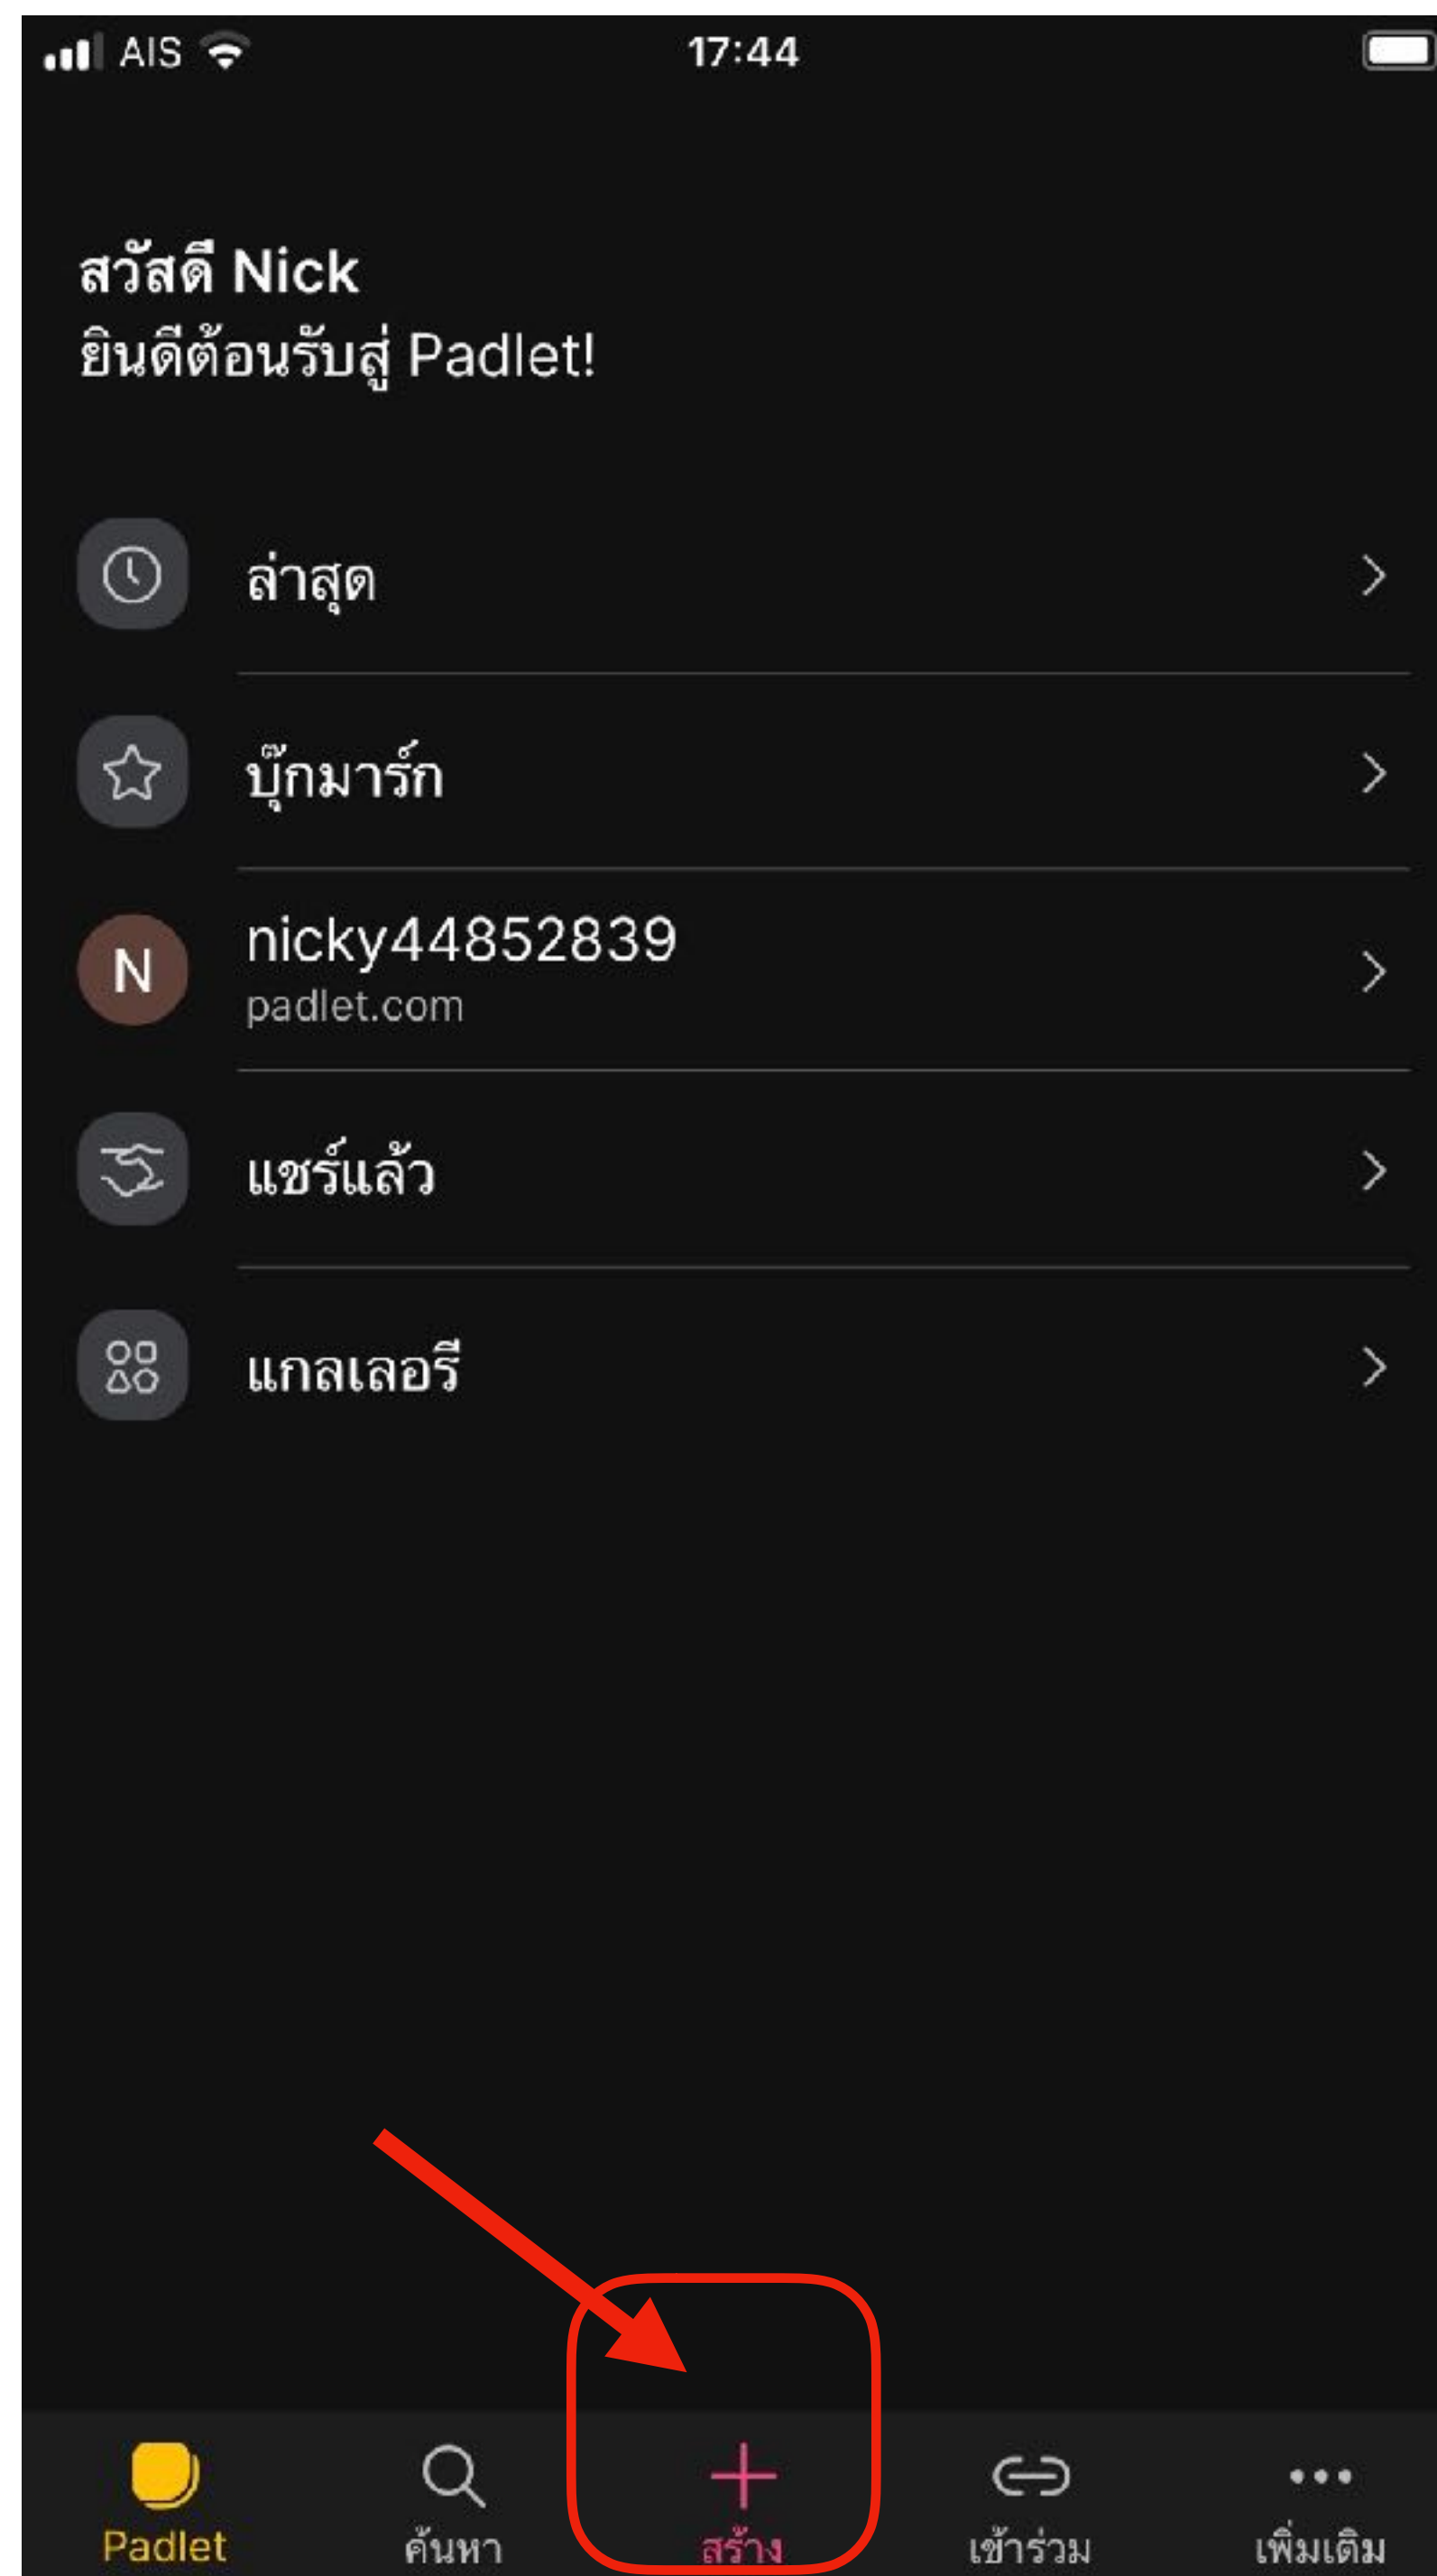 AIS 17:44
สวัสดี Nick
ยินดีต้อนรับสู่ Padlet!
ล่าสุด
บุ๊กมาร์ก
N
nicky44852839
padlet.com
แชร์แล้ว
แกลเลอรี
Padlet ค้นหา สร้าง เข้าร่วม เพิ่มเติม